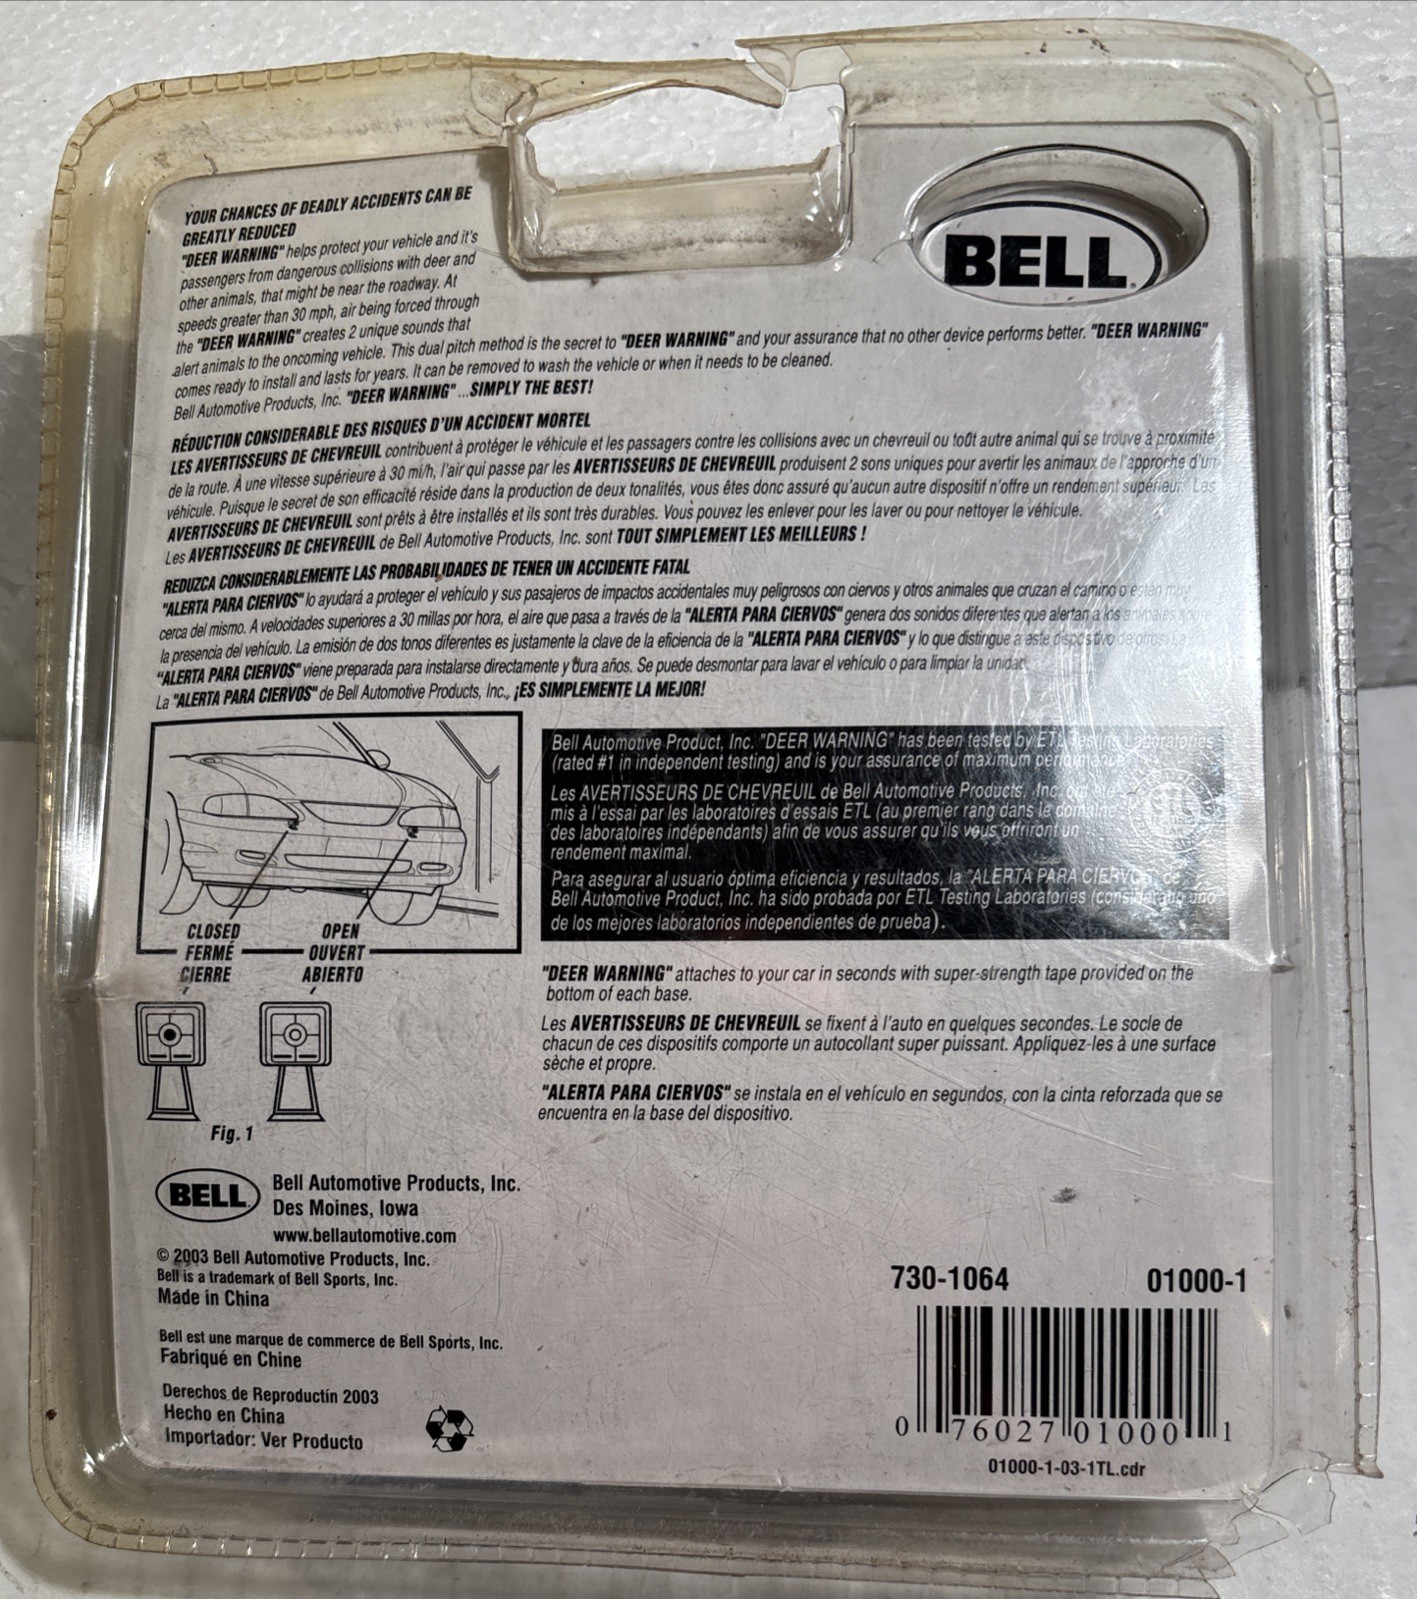 YOUR CHANCES OF DEADLY ACCIDENTS CAN BE
GREATLY REDUCED
"DEER WARNING" helps protect your vehicle and it's
passengers from dangerous collisions with deer and
other animals, that might be near the roadway. At
speeds greater than 30 mph, air being forced through
the "DEER WARNING" creates 2 unique sounds that
alert animals to the oncoming vehicle. This dual pitch method is the secret to "DEER WARNING" and your assurance that no other device performs better. "DEER WARNING"
comes ready to install and lasts for years. It can be removed to wash the vehicle or when it needs to be cleaned.
Bell Automotive Products, Inc. "DEER WARNING" ...SIMPLY THE BEST!
BELL
RÉDUCTION CONSIDERABLE DES RISQUES D'UN ACCIDENT MORTEL
LES AVERTISSEURS DE CHEVREUIL contribuent à protéger le véhicule et les passagers contre les collisions avec un chevreuil ou toût autre animal qui se trouve à proximité
de la route. À une vitesse supérieure à 30 mi/h, l'air qui passe par les AVERTISSEURS DE CHEVREUIL produisent 2 sons uniques pour avertir les animaux de l'approche d'un
véhicule. Puisque le secret de son efficacité réside dans la production de deux tonalités, vous êtes donc assuré qu'aucun autre dispositif n'offre un rendement supérieur. Les
AVERTISSEURS DE CHEVREUIL sont prêts à être installés et ils sont très durables. Vous pouvez les enlever pour les laver ou pour nettoyer le véhicule.
Les AVERTISSEURS DE CHEVREUIL de Bell Automotive Products, Inc. sont TOUT SIMPLEMENT LES MEILLEURS !
REDUZCA CONSIDERABLEMENTE LAS PROBABILIDADES DE TENER UN ACCIDENTE FATAL
"ALERTA PARA CIERVOS" lo ayudará a proteger el vehículo y sus pasajeros de impactos accidentales muy peligrosos con ciervos y otros animales que cruzan el camino o estén muy
cerca del mismo. A velocidades superiores a 30 millas por hora, el aire que pasa a través de la "ALERTA PARA CIERVOS" genera dos sonidos diferentes que alertan a los animales sobre
la presencia del vehículo. La emisión de dos tonos diferentes es justamente la clave de la eficiencia de la "ALERTA PARA CIERVOS" y lo que distingue a este dispositivo de otros. La
"ALERTA PARA CIERVOS" viene preparada para instalarse directamente y dura años. Se puede desmontar para lavar el vehículo o para limpiar la unidad.
La "ALERTA PARA CIERVOS" de Bell Automotive Products, Inc., ¡ES SIMPLEMENTE LA MEJOR!
CLOSED OPEN
FERMÉ OUVERT
CIERRE ABIERTO
Fig. 1
Bell Automotive Product, Inc. "DEER WARNING" has been tested by ETL Testing Laboratories
(rated #1 in independent testing) and is your assurance of maximum performance.
Les AVERTISSEURS DE CHEVREUIL de Bell Automotive Products, Inc. ont été
mis à l'essai par les laboratoires d'essais ETL (au premier rang dans le domaine
des laboratoires indépendants) afin de vous assurer qu'ils vous offriront un
rendement maximal.
Para asegurar al usuario óptima eficiencia y resultados, la "ALERTA PARA CIERVOS" de
Bell Automotive Product, Inc. ha sido probada por ETL Testing Laboratories (considerado uno
de los mejores laboratorios independientes de prueba).
ETL
"DEER WARNING" attaches to your car in seconds with super-strength tape provided on the
bottom of each base.
Les AVERTISSEURS DE CHEVREUIL se fixent à l'auto en quelques secondes. Le socle de
chacun de ces dispositifs comporte un autocollant super puissant. Appliquez-les à une surface
sèche et propre.
"ALERTA PARA CIERVOS" se instala en el vehículo en segundos, con la cinta reforzada que se
encuentra en la base del dispositivo.
BELL
Bell Automotive Products, Inc.
Des Moines, Iowa
www.bellautomotive.com
© 2003 Bell Automotive Products, Inc.
Bell is a trademark of Bell Sports, Inc.
Made in China
Bell est une marque de commerce de Bell Sports, Inc.
Fabriqué en Chine
Derechos de Reproductín 2003
Hecho en China
Importador: Ver Producto
730-1064 01000-1
0 76027 01000 1
01000-1-03-1TL.cdr